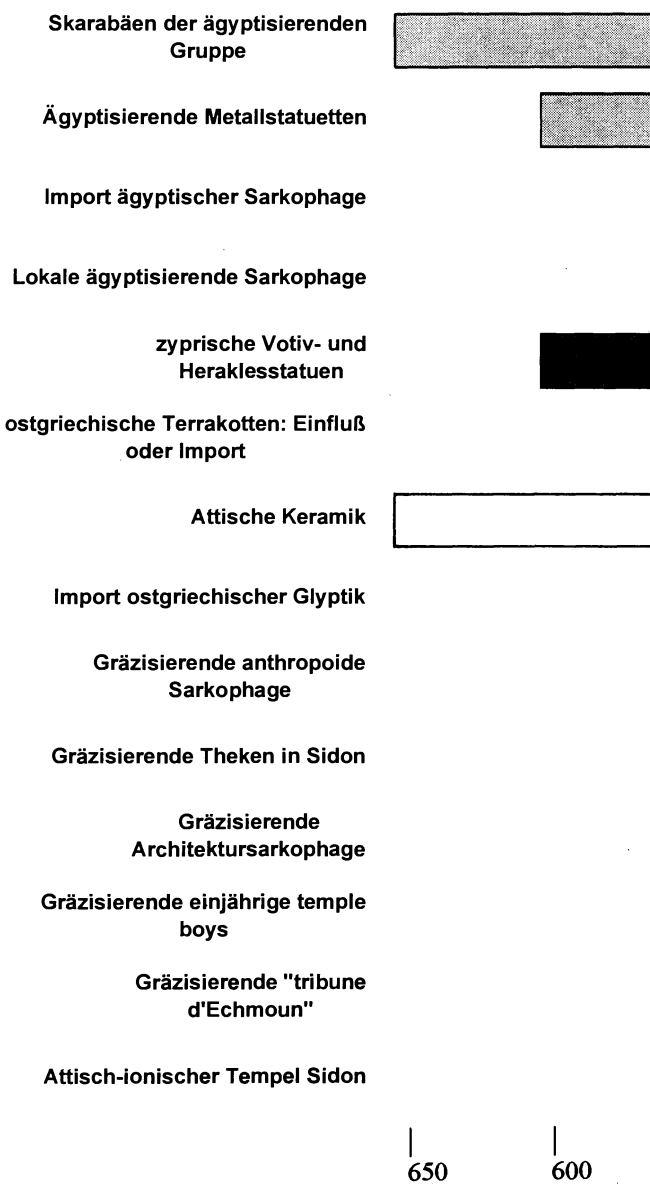 Skarabäen der ägyptisierenden
Gruppe
Ägyptisierende Metallstatuetten
Import ägyptischer Sarkophage
Lokale ägyptisierende Sarkophage
zyprische Votiv- und
Heraklesstatuen
ostgriechische Terrakotten: Einfluß
oder Import
Attische Keramik
Import ostgriechischer Glyptik
Gräzisierende anthropoide
Sarkophage
Gräzisierende Theken in Sidon
Gräzisierende
Architektursarkophage
Gräzisierende einjährige temple
boys
Gräzisierende "tribune
d'Echmoun"
Attisch-ionischer Tempel Sidon
650 600